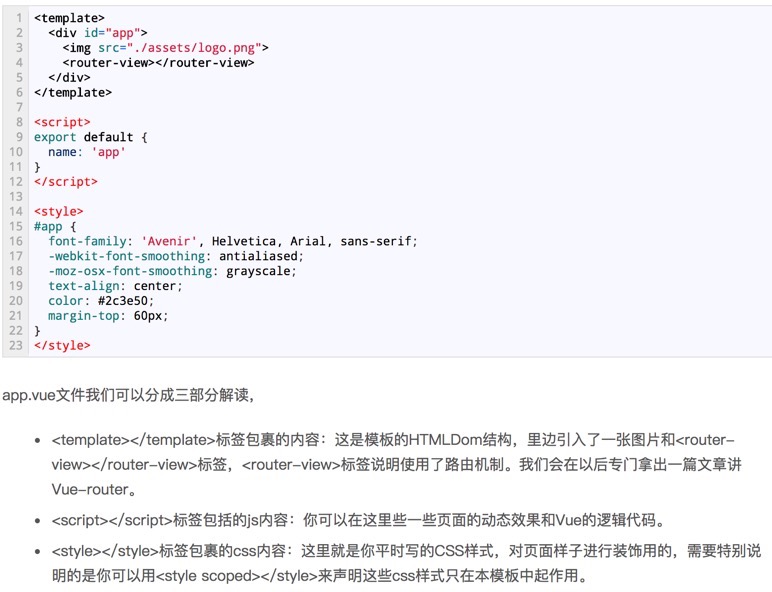 1 <template>
2   <div id="app">
3     <img src="./assets/logo.png">
4     <router-view></router-view>
5   </div>
6 </template>
7
8 <script>
9 export default {
10   name: 'app'
11 }
12 </script>
13
14 <style>
15 #app {
16   font-family: 'Avenir', Helvetica, Arial, sans-serif;
17   -webkit-font-smoothing: antialiased;
18   -moz-osx-font-smoothing: grayscale;
19   text-align: center;
20   color: #2c3e50;
21   margin-top: 60px;
22 }
23 </style>
app.vue文件我们可以分成三部分解读，
• <template></template>标签包裹的内容：这是模板的HTMLDom结构，里边引入了一张图片和<router-
view></router-view>标签，<router-view>标签说明使用了路由机制。我们会在以后专门拿出一篇文章讲
Vue-router。
• <script></script>标签包括的js内容：你可以在这里些一些页面的动态效果和Vue的逻辑代码。
• <style></style>标签包裹的css内容：这里就是你平时写的CSS样式，对页面样子进行装饰用的，需要特别说
明的是你可以用<style scoped></style>来声明这些css样式只在本模板中起作用。